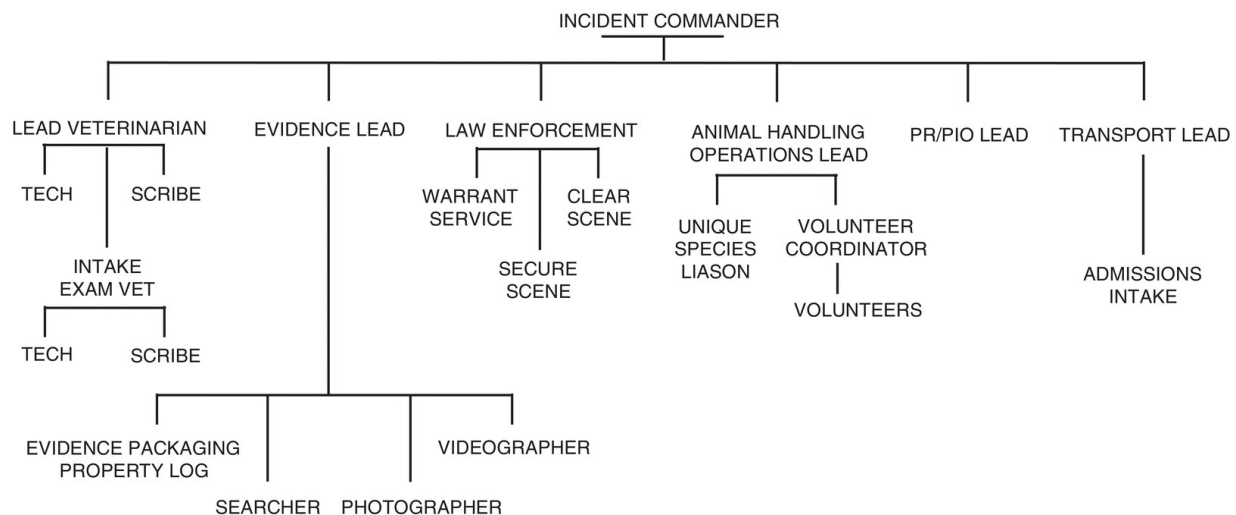 INCIDENT COMMANDER
LEAD VETERINARIAN
EVIDENCE LEAD
LAW ENFORCEMENT
ANIMAL HANDLING
OPERATIONS LEAD
PR/PIO LEAD
TRANSPORT LEAD
TECH
SCRIBE
INTAKE
EXAM VET
TECH
SCRIBE
EVIDENCE PACKAGING
PROPERTY LOG
SEARCHER
PHOTOGRAPHER
VIDEOGRAPHER
WARRANT
SERVICE
SECURE
SCENE
CLEAR
SCENE
UNIQUE
SPECIES
LIASON
VOLUNTEER
COORDINATOR
VOLUNTEERS
ADMISSIONS
INTAKE